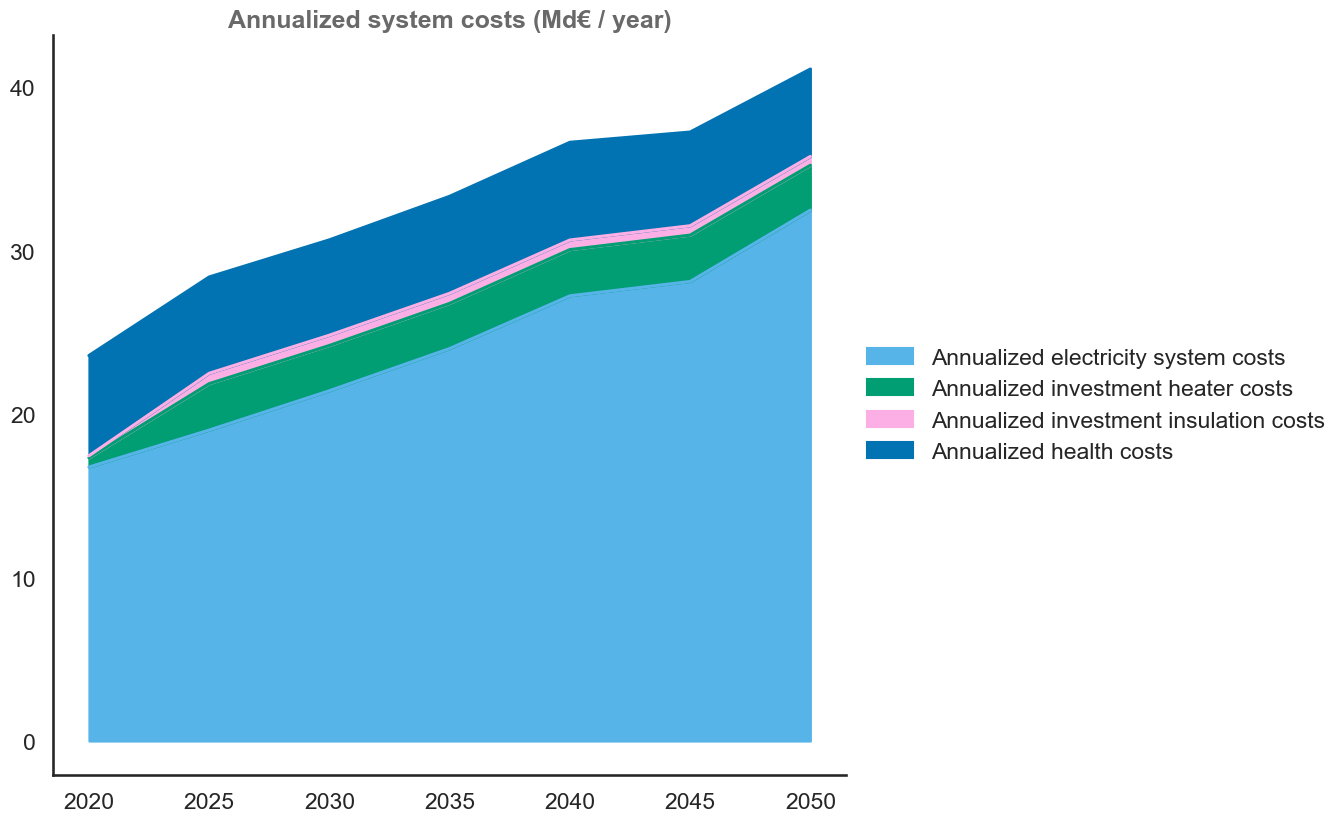 Annualized system costs (Md€ / year)
40
30
20
10
0
2020 2025 2030 2035 2040 2045 2050
Annualized electricity system costs
Annualized investment heater costs
Annualized investment insulation costs
Annualized health costs